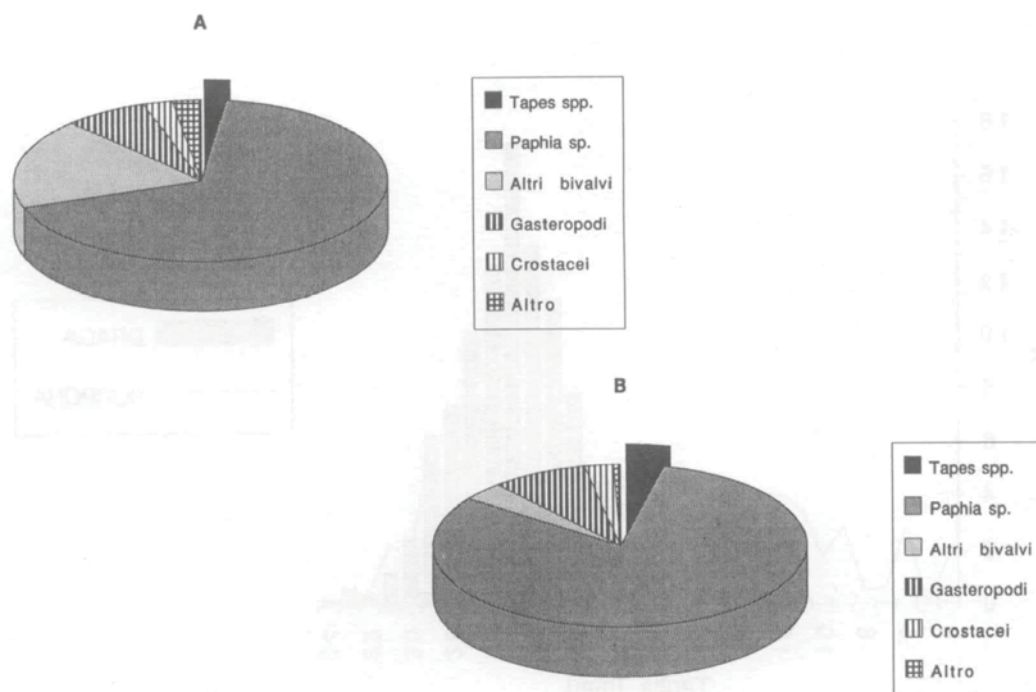 A
Tapes spp.
Paphia sp.
Altri bivalvi
Gasteropodi
Crostacei
Altro
B
Tapes spp.
Paphia sp.
Altri bivalvi
Gasteropodi
Crostacei
Altro